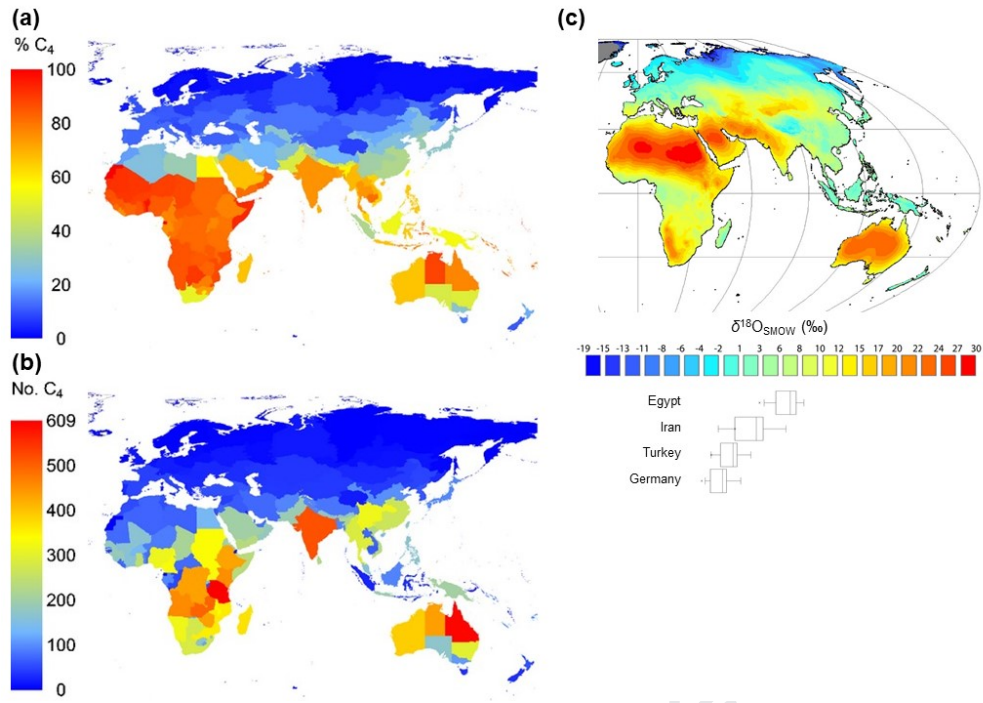 (a)
% C₄
100
80
60
40
20
0
(b)
No. C₄
609
500
400
300
200
100
0
(c)
δ¹⁸O_SMOW (‰)
-19 -15 -13 -11 -8 -6 -4 -2 1 3 6 8 10 12 15 17 20 22 24 27 30
Egypt
Iran
Turkey
Germany